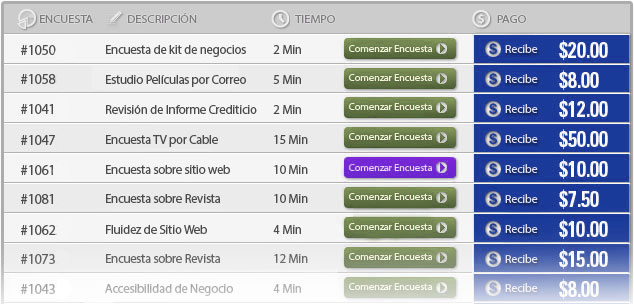 ENCUESTA DESCRIPCIÓN TIEMPO PAGO
#1050 Encuesta de kit de negocios 2 Min Comenzar Encuesta Recibe $20.00
#1058 Estudio Películas por Correo 5 Min Comenzar Encuesta Recibe $8.00
#1041 Revisión de Informe Crediticio 2 Min Comenzar Encuesta Recibe $12.00
#1047 Encuesta TV por Cable 15 Min Comenzar Encuesta Recibe $50.00
#1061 Encuesta sobre sitio web 10 Min Comenzar Encuesta Recibe $10.00
#1081 Encuesta sobre Revista 10 Min Comenzar Encuesta Recibe $7.50
#1062 Fluidez de Sitio Web 4 Min Comenzar Encuesta Recibe $10.00
#1073 Encuesta sobre Revista 12 Min Comenzar Encuesta Recibe $15.00
#1043 Accesibilidad de Negocio 4 Min Comenzar Encuesta Recibe $8.00